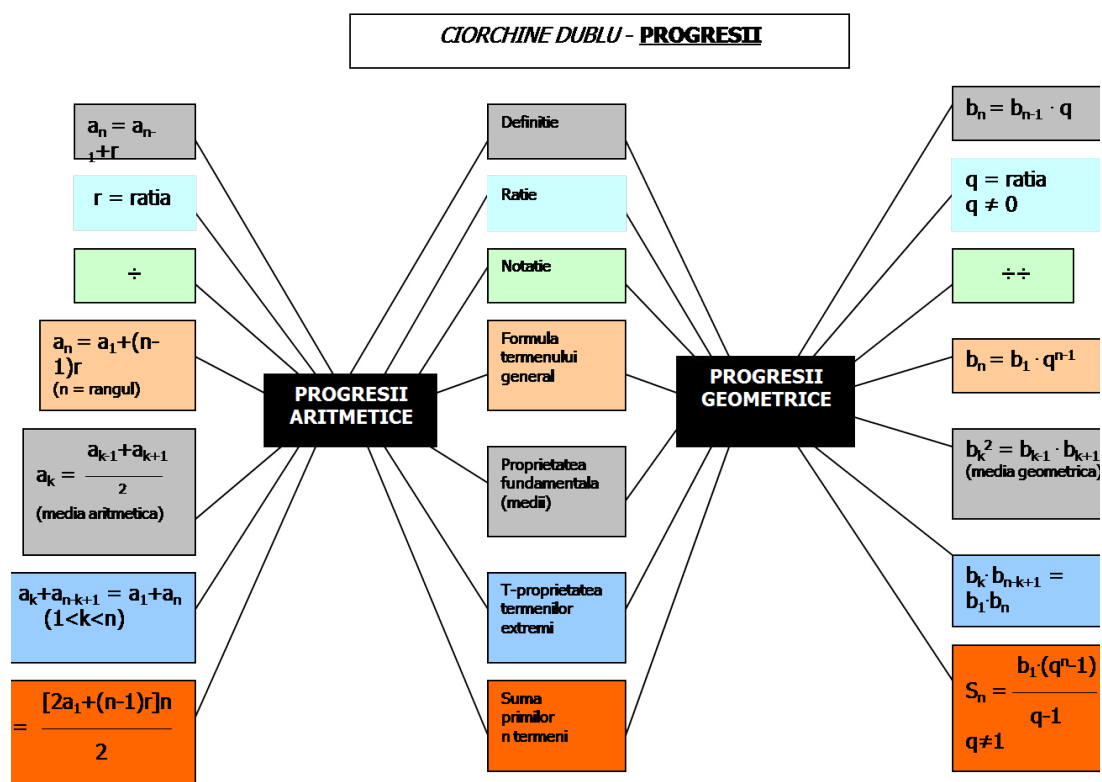 CIORCHINE DUBLU - PROGRESII
aₙ = aₙ₋
₁+r
r = ratia
÷
aₙ = a₁+(n-
1)r
(n = rangul)
aₖ = (aₖ₋₁+aₖ₊₁)/2
(media aritmetica)
aₖ+aₙ₋ₖ₊₁ = a₁+aₙ
(1<k<n)
= [2a₁+(n-1)r]n/2
PROGRESII
ARITMETICE
Definitie
Ratie
Notatie
Formula
termenului
general
Proprietatea
fundamentala
(medii)
T-proprietatea
termenilor
extremi
Suma
primilor
n termeni
PROGRESII
GEOMETRICE
bₙ = bₙ₋₁ · q
q = ratia
q ≠ 0
÷÷
bₙ = b₁ · qⁿ⁻¹
bₖ² = bₖ₋₁ · bₖ₊₁
(media geometrica)
bₖ·bₙ₋ₖ₊₁ =
b₁·bₙ
Sₙ = b₁·(qⁿ-1)/q-1
q≠1